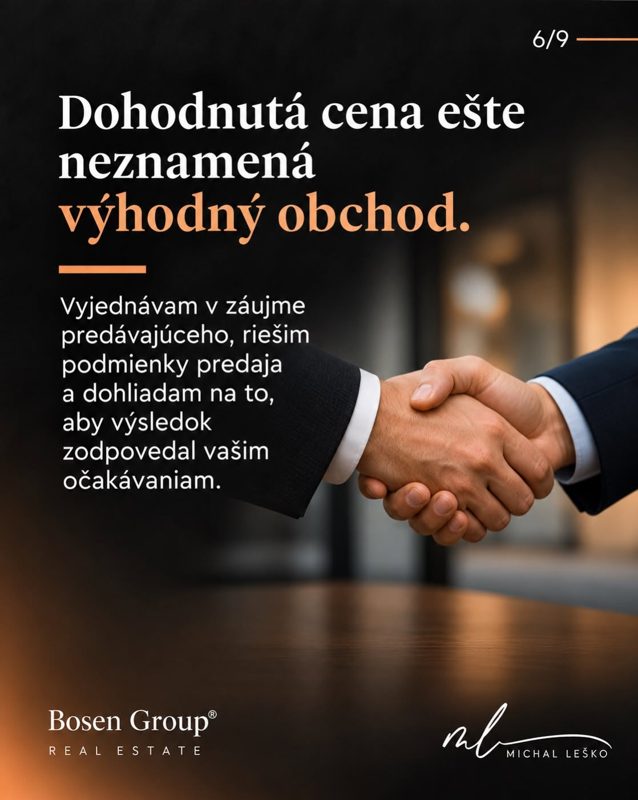 6/9
Dohodnutá cena ešte
neznamená
výhodný obchod.
Vyjednávam v záujme
predávajúceho, riešim
podmienky predaja
a dohliadam na to,
aby výsledok
zodpovedal vašim
očakávaniam.
Bosen Group®
REAL ESTATE
ml
MICHAL LEŠKO